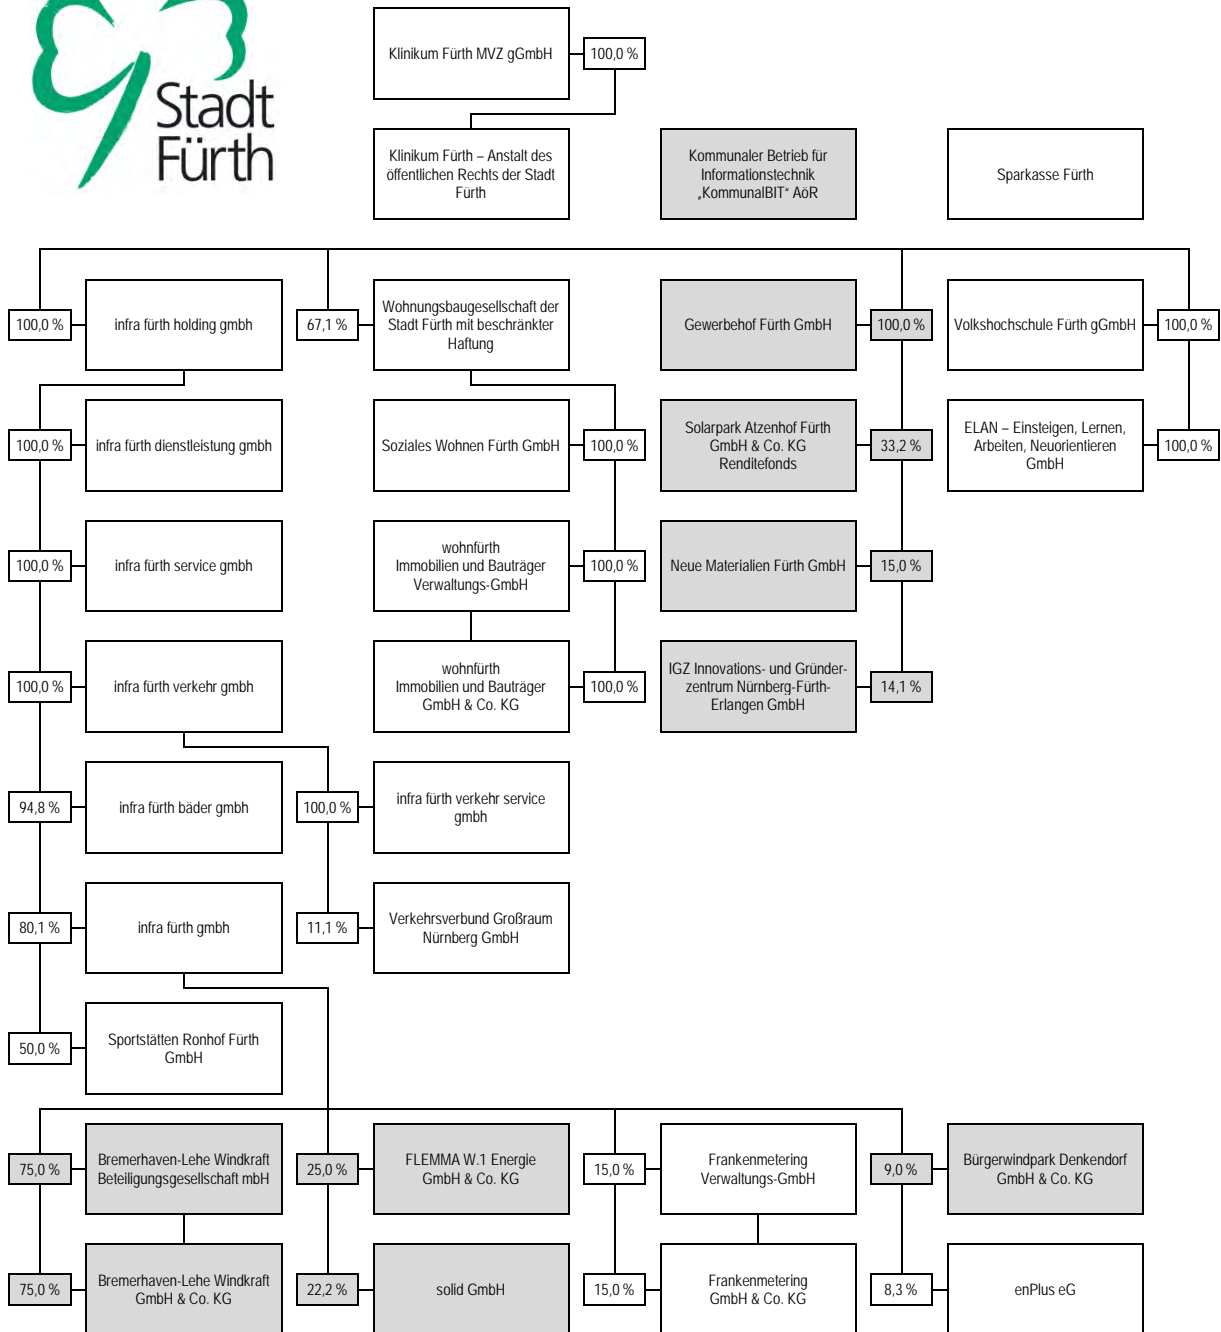 Stadt
Fürth
Klinikum Fürth MVZ gGmbH
100,0 %
Klinikum Fürth – Anstalt des
öffentlichen Rechts der Stadt
Fürth
Kommunaler Betrieb für
Informationstechnik
„KommunalBIT“ AöR
Sparkasse Fürth
100,0 %
infra fürth holding gmbh
67,1 %
Wohnungsbaugesellschaft der
Stadt Fürth mit beschränkter
Haftung
Gewerbehof Fürth GmbH
100,0 %
Volkshochschule Fürth gGmbH
100,0 %
100,0 %
infra fürth dienstleistung gmbh
Soziales Wohnen Fürth GmbH
100,0 %
Solarpark Atzenhof Fürth
GmbH & Co. KG
Renditefonds
33,2 %
ELAN – Einsteigen, Lernen,
Arbeiten, Neuorientieren
GmbH
100,0 %
100,0 %
infra fürth service gmbh
wohnfürth
Immobilien und Bauträger
Verwaltungs-GmbH
100,0 %
Neue Materialien Fürth GmbH
15,0 %
100,0 %
infra fürth verkehr gmbh
wohnfürth
Immobilien und Bauträger
GmbH & Co. KG
100,0 %
IGZ Innovations- und Gründer-
zentrum Nürnberg-Fürth-
Erlangen GmbH
14,1 %
94,8 %
infra fürth bäder gmbh
100,0 %
infra fürth verkehr service
gmbh
80,1 %
infra fürth gmbh
11,1 %
Verkehrsverbund Großraum
Nürnberg GmbH
50,0 %
Sportstätten Ronhof Fürth
GmbH
75,0 %
Bremerhaven-Lehe Windkraft
Beteiligungsgesellschaft mbH
25,0 %
FLEMMA W.1 Energie
GmbH & Co. KG
15,0 %
Frankenmetering
Verwaltungs-GmbH
9,0 %
Bürgerwindpark Denkendorf
GmbH & Co. KG
75,0 %
Bremerhaven-Lehe Windkraft
GmbH & Co. KG
22,2 %
solid GmbH
15,0 %
Frankenmetering
GmbH & Co. KG
8,3 %
enPlus eG